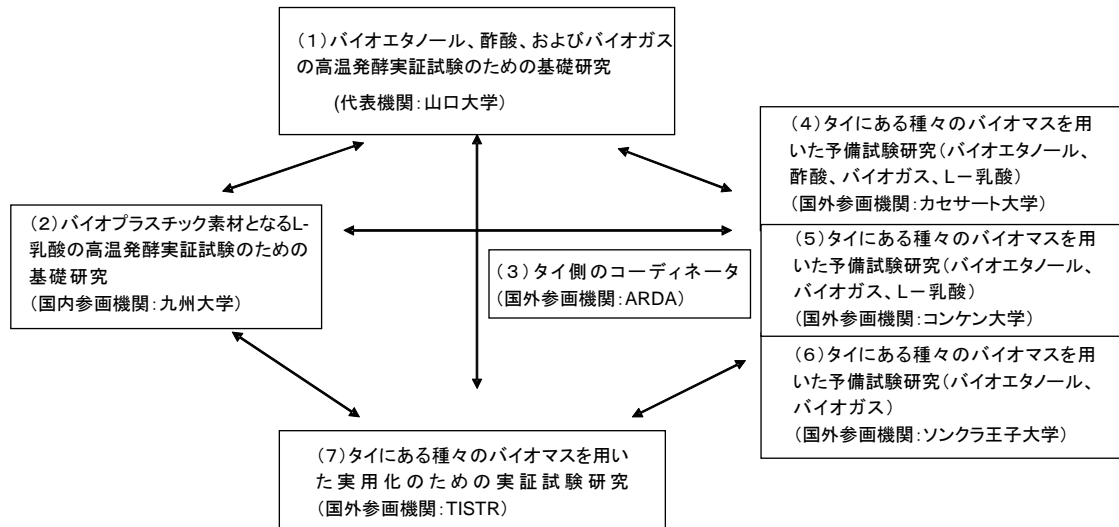 （１）バイオエタノール、酢酸、およびバイオガス
の高温発酵実証試験のための基礎研究
(代表機関：山口大学）
（２）バイオプラスチック素材となるL-
乳酸の高温発酵実証試験のための
基礎研究
（国内参画機関：九州大学）
（３）タイ側のコーディネータ
（国外参画機関：ARDA）
（４）タイにある種々のバイオマスを用
いた予備試験研究（バイオエタノール、
酢酸、バイオガス、L－乳酸）
（国外参画機関：カセサート大学）
（５）タイにある種々のバイオマスを用
いた予備試験研究（バイオエタノール、
バイオガス、L－乳酸）
（国外参画機関：コンケン大学）
（６）タイにある種々のバイオマスを用
いた予備試験研究（バイオエタノール、
バイオガス）
（国外参画機関：ソンクラ王子大学）
（７）タイにある種々のバイオマスを用い
た実用化のための実証試験研究
（国外参画機関：TISTR）